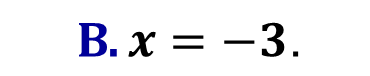 B. x = −3.